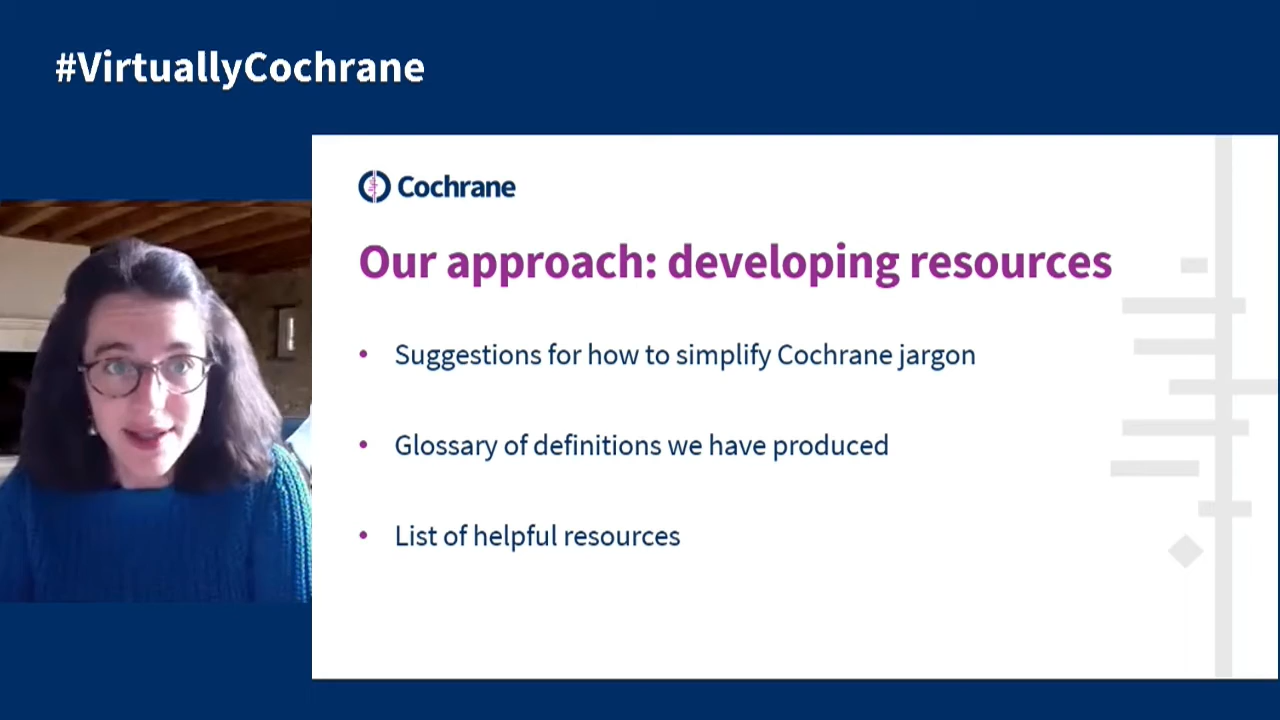 #VirtuallyCochrane
Cochrane
Our approach: developing resources
• Suggestions for how to simplify Cochrane jargon
• Glossary of definitions we have produced
• List of helpful resources